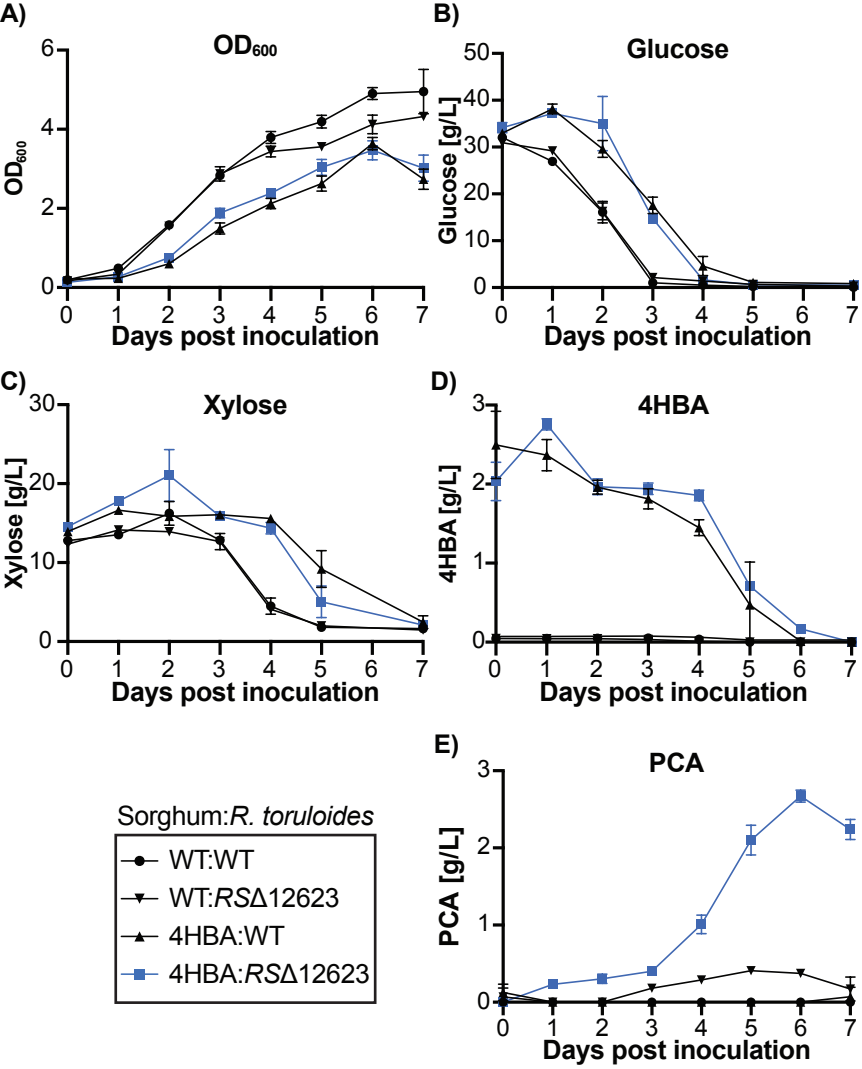 A)
OD600
6
4
2
0
OD600
0 1 2 3 4 5 6 7
Days post inoculation
B)
Glucose
50
40
30
20
10
0
Glucose [g/L]
0 1 2 3 4 5 6 7
Days post inoculation
C)
Xylose
30
20
10
0
Xylose [g/L]
0 1 2 3 4 5 6 7
Days post inoculation
D)
4HBA
3
2
1
0
4HBA [g/L]
0 1 2 3 4 5 6 7
Days post inoculation
Sorghum:R. toruloides
WT:WT
WT:RSΔ12623
4HBA:WT
4HBA:RSΔ12623
E)
PCA
3
2
1
0
PCA [g/L]
0 1 2 3 4 5 6 7
Days post inoculation